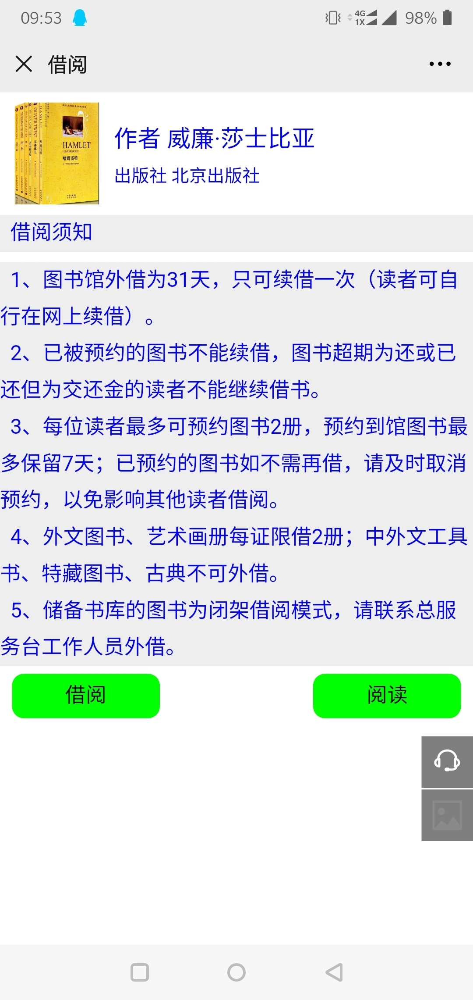 09:53
4G
1X
98%
借阅
HAMLET
OLIVER TWIST
HAMLET
(UNABRIDGED)
哈姆雷特
作者 威廉·莎士比亚
出版社 北京出版社
借阅须知
1、图书馆外借为31天，只可续借一次（读者可自
行在网上续借）。
2、已被预约的图书不能续借，图书超期为还或已
还但为交还金的读者不能继续借书。
3、每位读者最多可预约图书2册，预约到馆图书最
多保留7天；已预约的图书如不需再借，请及时取消
预约，以免影响其他读者借阅。
4、外文图书、艺术画册每证限借2册；中外文工具
书、特藏图书、古典不可外借。
5、储备书库的图书为闭架借阅模式，请联系总服
务台工作人员外借。
借阅
阅读